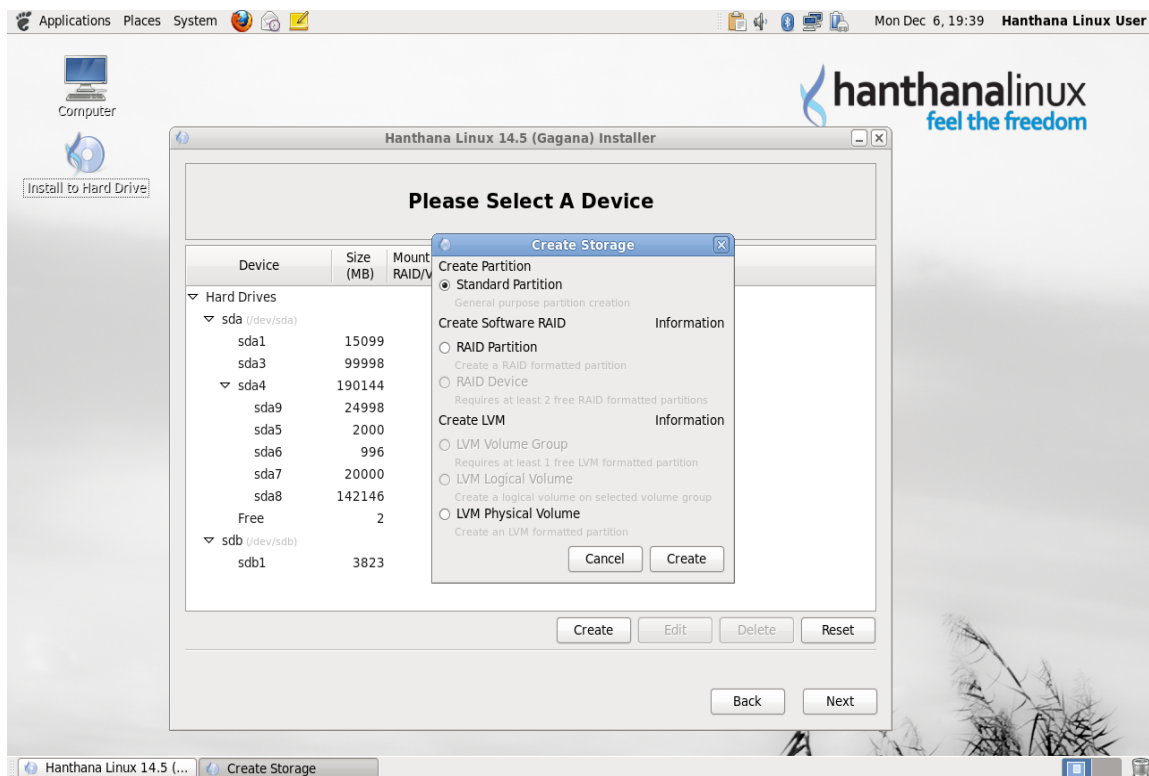 Applications Places System Mon Dec 6, 19:39 Hanthana Linux User
Computer
Install to Hard Drive
hanthanalinux
feel the freedom
Hanthana Linux 14.5 (Gagana) Installer
Please Select A Device
Device Size (MB) Mount RAID/V
Hard Drives
sda (/dev/sda)
sda1 15099
sda3 99998
sda4 190144
sda9 24998
sda5 2000
sda6 996
sda7 20000
sda8 142146
Free 2
sdb (/dev/sdb)
sdb1 3823
Create Storage
Create Partition
Standard Partition
General purpose partition creation
Create Software RAID Information
RAID Partition
Create a RAID formatted partition
RAID Device
Requires at least 2 free RAID formatted partitions
Create LVM Information
LVM Volume Group
Requires at least 1 free LVM formatted partition
LVM Logical Volume
Create a logical volume on selected volume group
LVM Physical Volume
Create an LVM formatted partition
Cancel Create
Create Edit Delete Reset
Back Next
Hanthana Linux 14.5 (... Create Storage